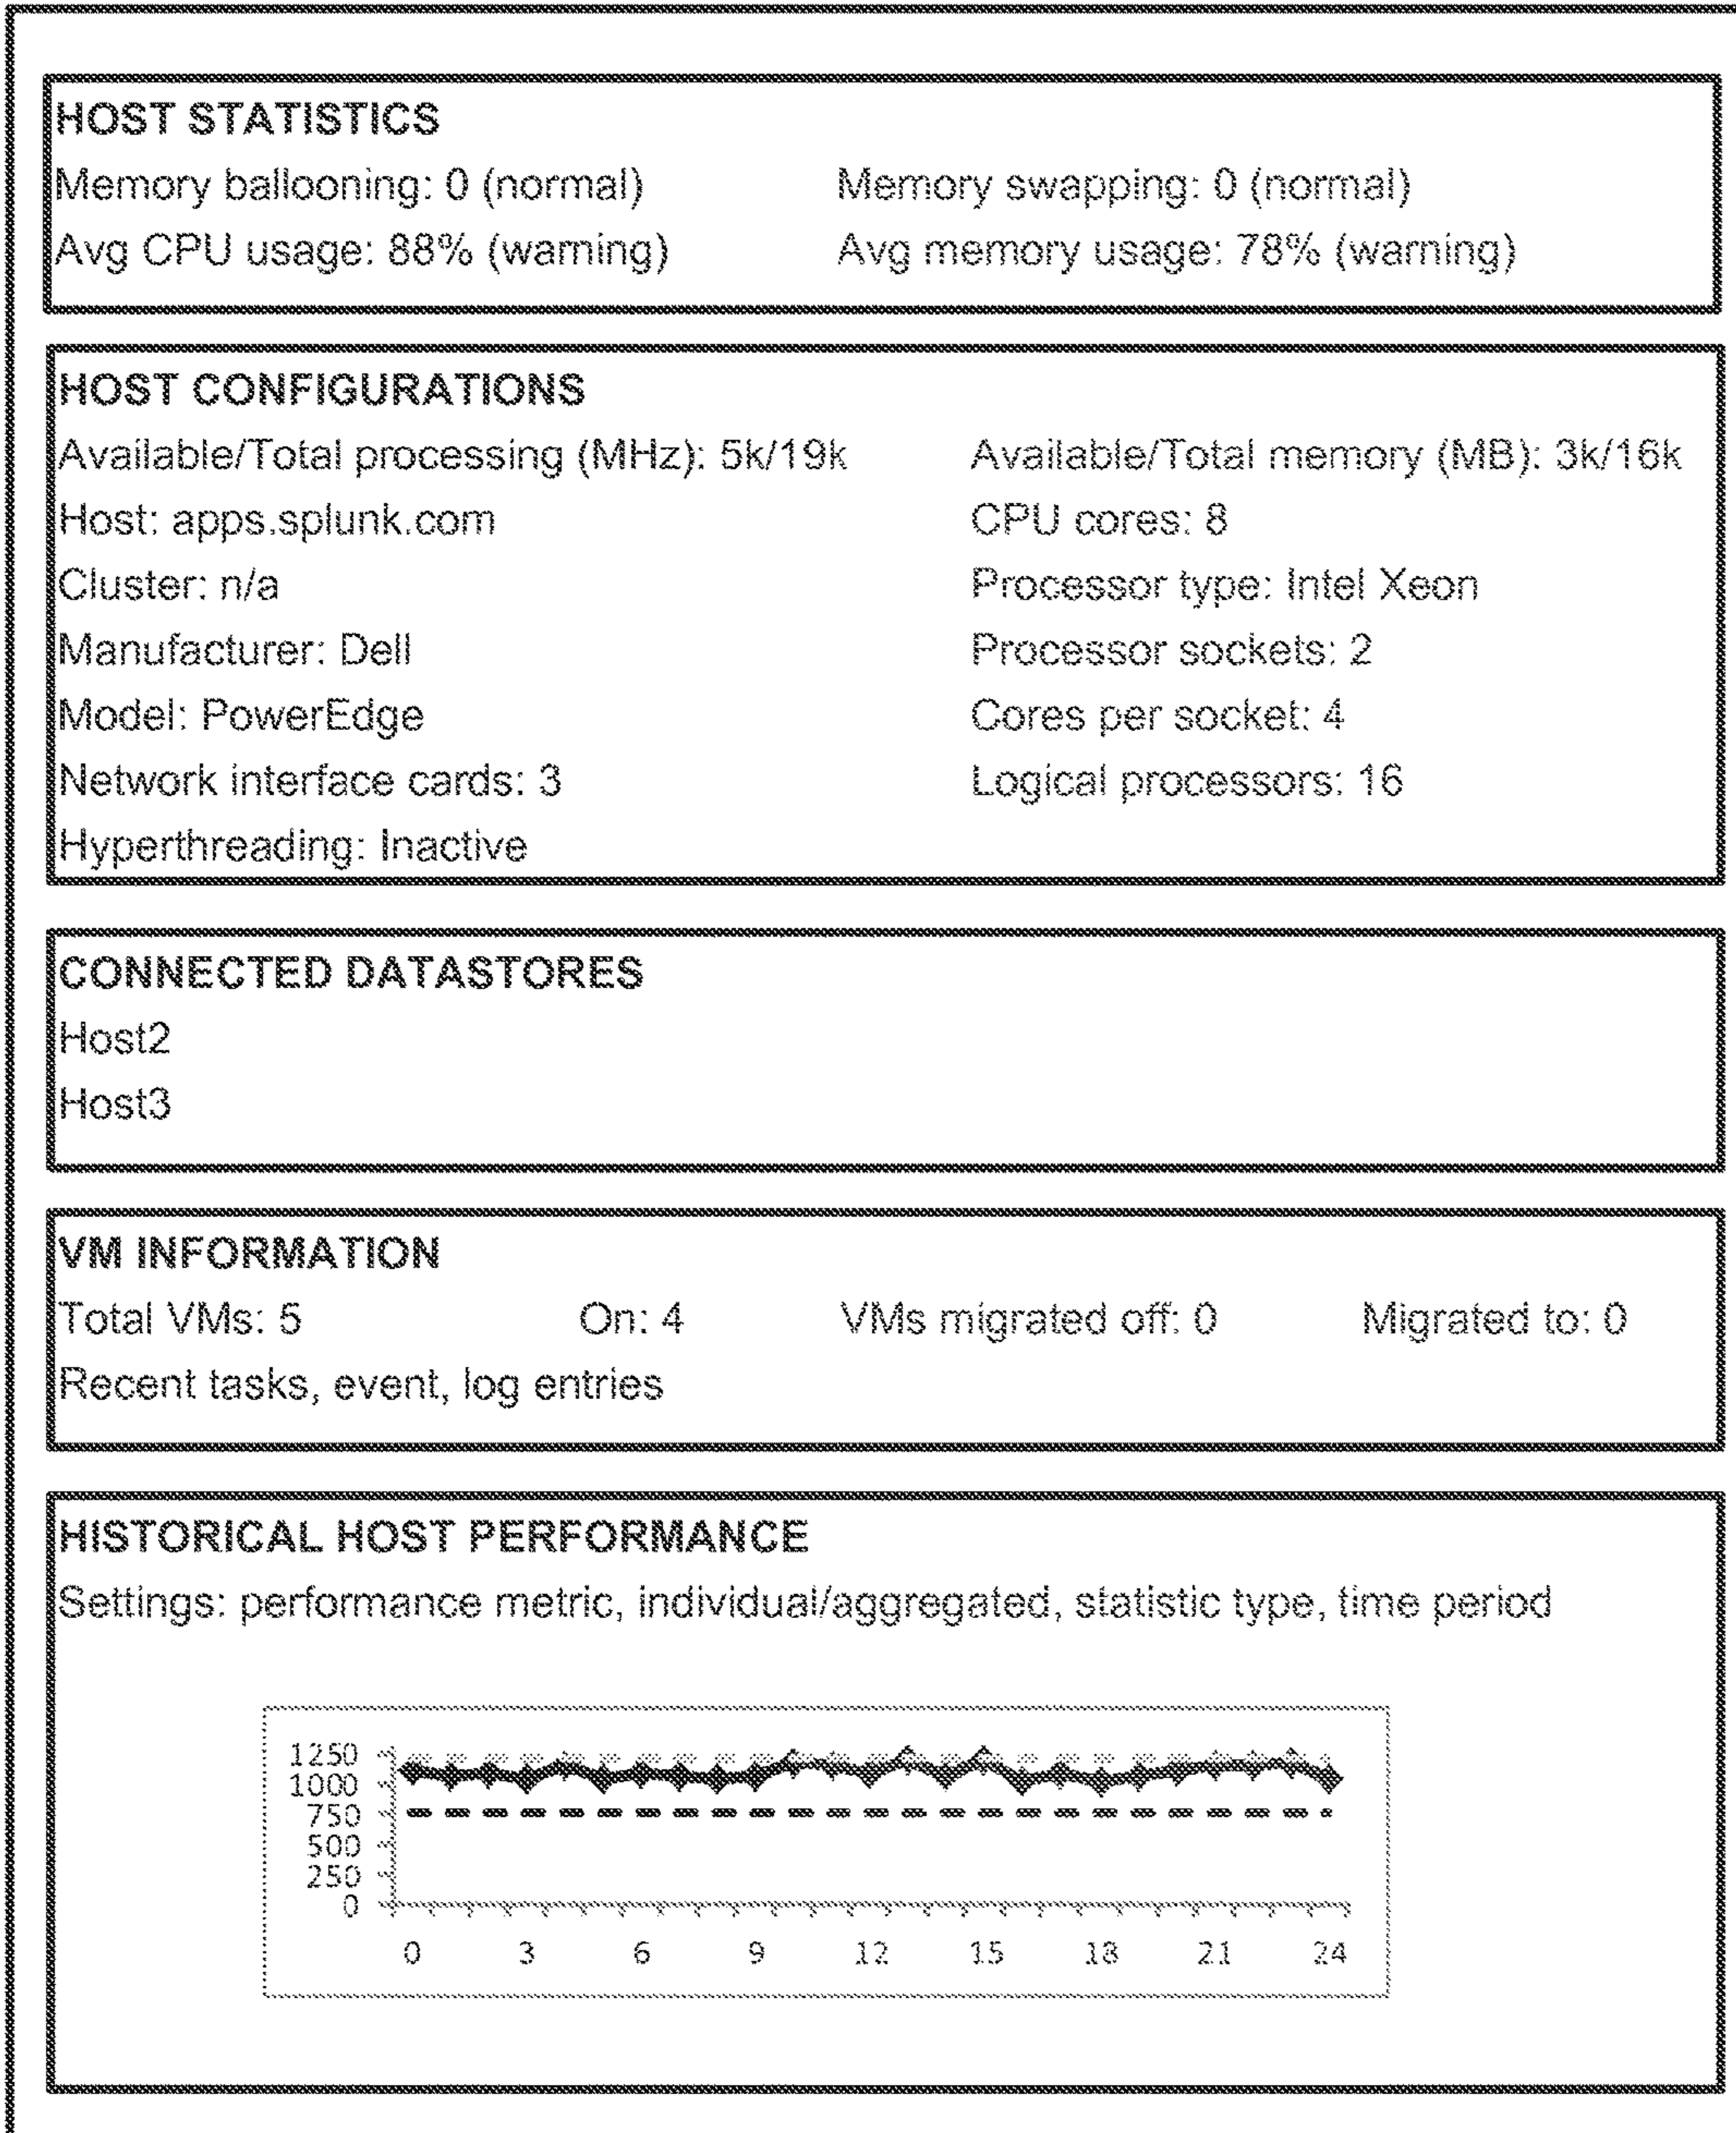 HOST STATISTICS
Memory ballooning: 0 (normal) Memory swapping: 0 (normal)
Avg CPU usage: 88% (warning) Avg memory usage: 78% (warning)
HOST CONFIGURATIONS
Available/Total processing (MHz): 5k/19k Available/Total memory (MB): 3k/16k
Host: apps.splunk.com CPU cores: 8
Cluster: n/a Processor type: Intel Xeon
Manufacturer: Dell Processor sockets: 2
Model: PowerEdge Cores per socket: 4
Network interface cards: 3 Logical processors: 16
Hyperthreading: Inactive
CONNECTED DATASTORES
Host2
Host3
VM INFORMATION
Total VMs: 5 On: 4 VMs migrated off: 0 Migrated to: 0
Recent tasks, event, log entries
HISTORICAL HOST PERFORMANCE
Settings: performance metric, individual/aggregated, statistic type, time period
1250
1000
750
500
250
0
0 3 6 9 12 15 18 21 24